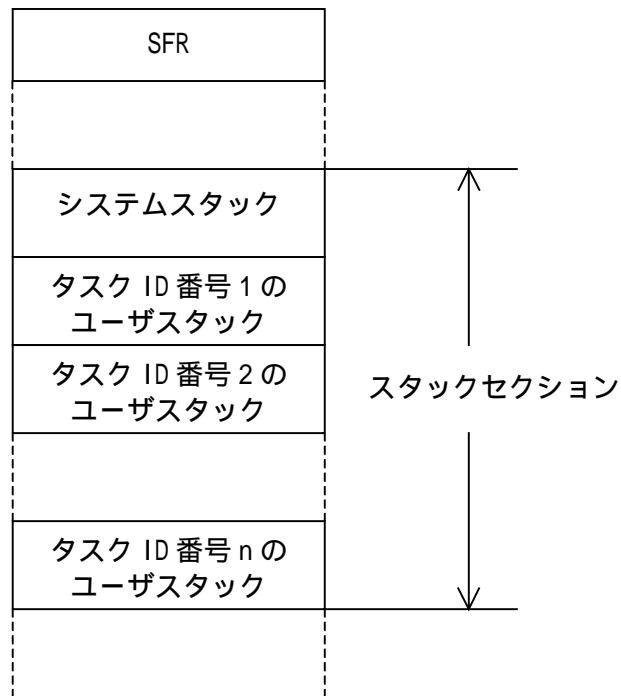 SFR
システムスタック
タスク ID 番号 1 の
ユーザスタック
タスク ID 番号 2 の
ユーザスタック
スタックセクション
タスク ID 番号 n の
ユーザスタック